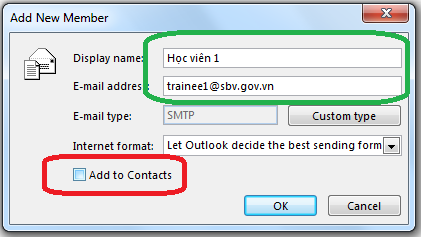 Add New Member
Display name: Học viên 1
E-mail address: trainee1@sbv.gov.vn
E-mail type: SMTP Custom type
Internet format: Let Outlook decide the best sending form
Add to Contacts
OK Cancel